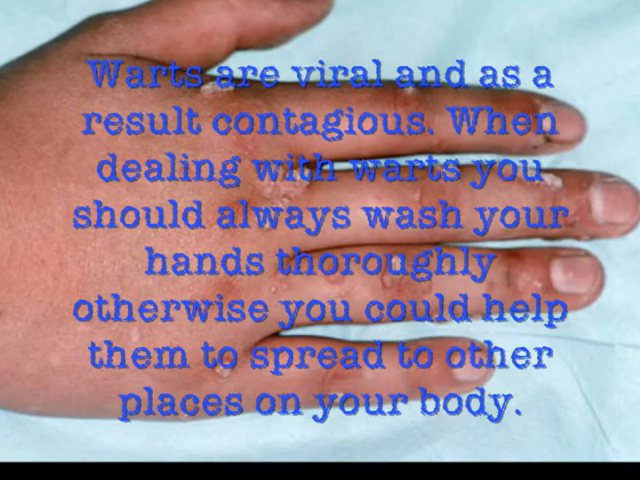 Warts are viral and as a
result contagious. When
dealing with warts you
should always wash your
hands thoroughly
otherwise you could help
them to spread to other
places on your body.